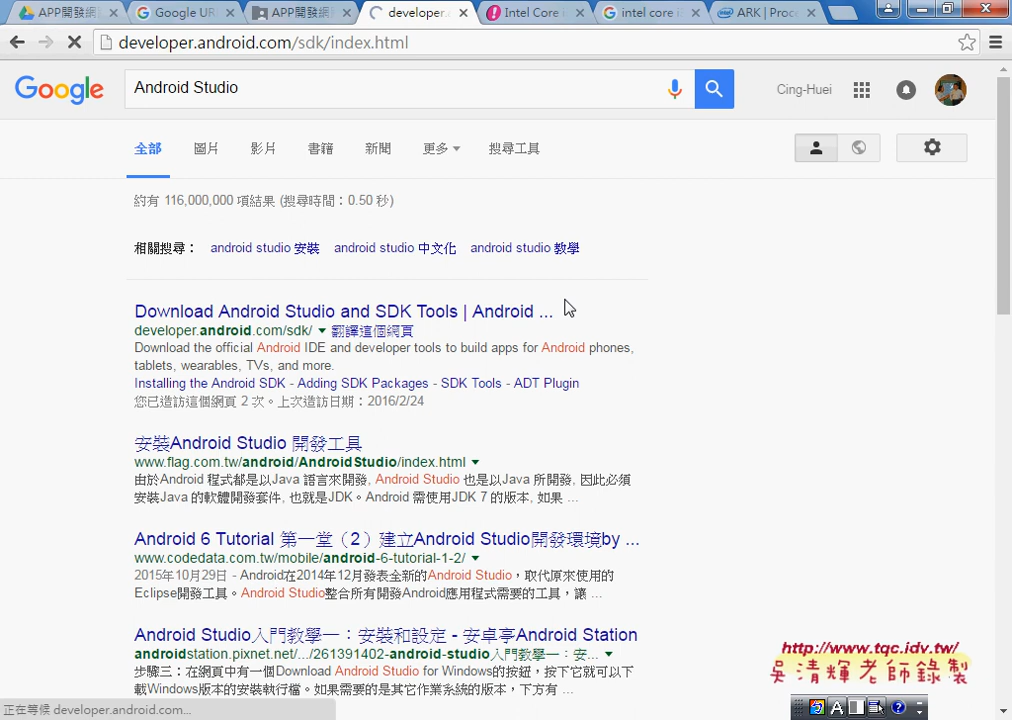 APP開發網
Google UR
APP開發網
developer.
Intel Core i
intel core i
ARK | Proce
developer.android.com/sdk/index.html
Google
Android Studio
Cing-Huei
全部 圖片 影片 書籍 新聞 更多 搜尋工具
約有 116,000,000 項結果 (搜尋時間：0.50 秒)
相關搜尋： android studio 安裝 android studio 中文化 android studio 教學
Download Android Studio and SDK Tools | Android ...
developer.android.com/sdk/ 翻譯這個網頁
Download the official Android IDE and developer tools to build apps for Android phones,
tablets, wearables, TVs, and more.
Installing the Android SDK - Adding SDK Packages - SDK Tools - ADT Plugin
您已造訪這個網頁 2 次。上次造訪日期：2016/2/24
安裝Android Studio 開發工具
www.flag.com.tw/android/AndroidStudio/index.html
由於Android 程式都是以Java 語言來開發, Android Studio 也是以Java 所開發, 因此必須
安裝Java 的軟體開發套件, 也就是JDK。Android 需使用JDK 7 的版本, 如果 ...
Android 6 Tutorial 第一堂（2）建立Android Studio開發環境by ...
www.codedata.com.tw/mobile/android-6-tutorial-1-2/
2015年10月29日 - Android在2014年12月發表全新的Android Studio，取代原來使用的
Eclipse開發工具。Android Studio整合所有開發Android應用程式需要的工具，讓 ...
Android Studio入門教學一：安裝和設定 - 安卓亭Android Station
androidstation.pixnet.net/.../261391402-android-studio入門教學一：安...
步驟三：在網頁中有一個Download Android Studio for Windows的按鈕，按下它就可以下
載Windows版本的安裝執行檔。如果需要的是其它作業系統的版本，下方有 ...
http://www.tqc.idv.tw/
吳清輝老師錄製
正在等候 developer.android.com...